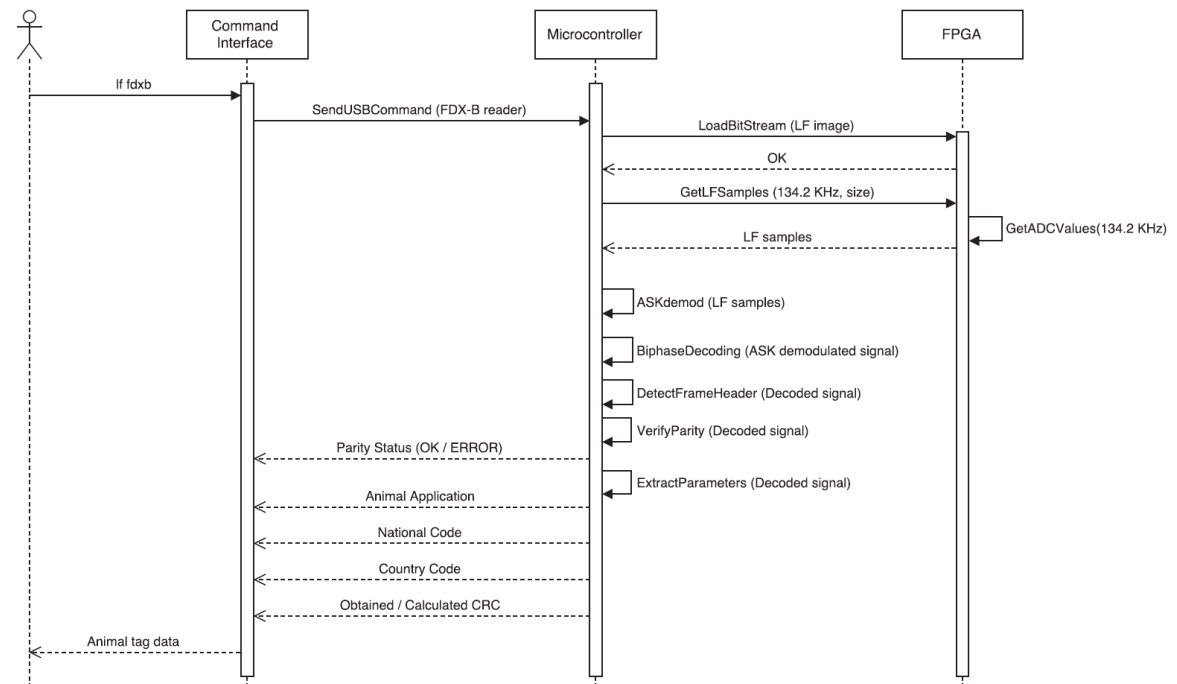 Command
Interface
Microcontroller
FPGA
lf fdxb
SendUSBCommand (FDX-B reader)
LoadBitStream (LF image)
OK
GetLFSamples (134.2 KHz, size)
GetADCValues(134.2 KHz)
LF samples
ASKdemod (LF samples)
BiphaseDecoding (ASK demodulated signal)
DetectFrameHeader (Decoded signal)
VerifyParity (Decoded signal)
Parity Status (OK / ERROR)
ExtractParameters (Decoded signal)
Animal Application
National Code
Country Code
Obtained / Calculated CRC
Animal tag data